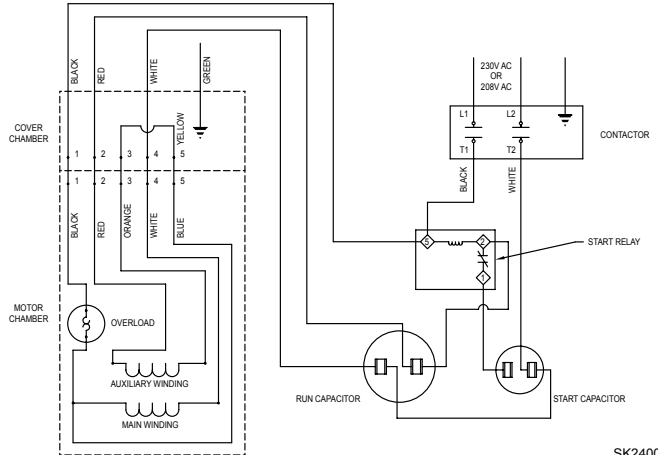 BLACK
RED
WHITE
GREEN
230V AC
OR
208V AC
L1
L2
CONTACTOR
T1
T2
COVER
CHAMBER
YELLOW
1
2
3
4
5
1
2
3
4
5
BLACK
WHITE
BLACK
RED
ORANGE
WHITE
BLUE
5
2
1
START RELAY
MOTOR
CHAMBER
OVERLOAD
AUXILIARY WINDING
MAIN WINDING
RUN CAPACITOR
START CAPACITOR